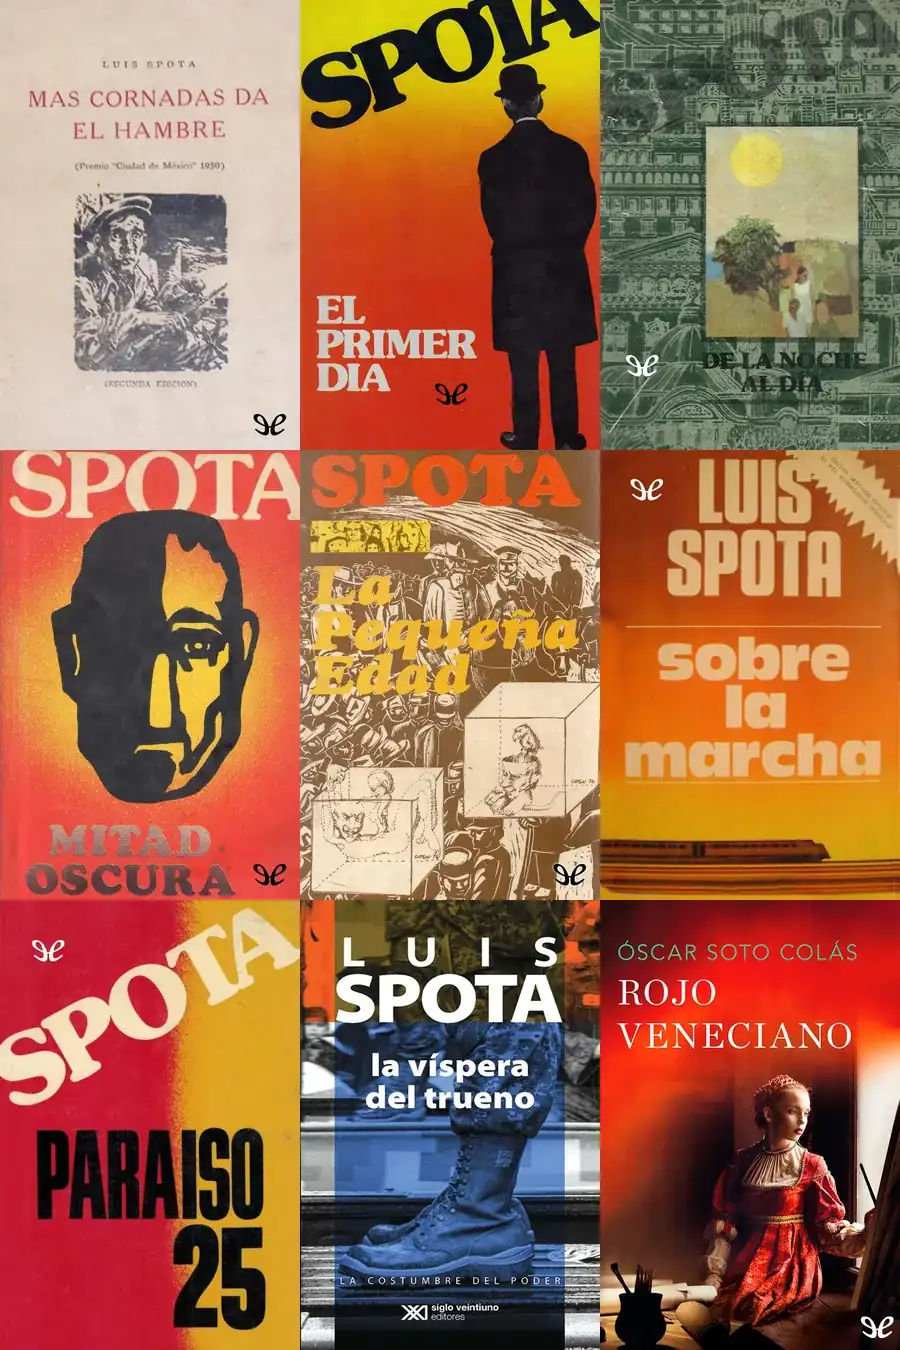 LUIS SPOTA
MAS CORNADAS DA
EL HAMBRE
(Premio "Ciudad de México" 1950)
(SEGUNDA EDICION)
SPOTA
EL
PRIMER
DIA
SPOTA
DE LA NOCHE
AL DIA
SPOTA
MITAD
OSCURA
SPOTA
La
Pequeña
Edad
LUIS
SPOTA
sobre
la
marcha
SPOTA
PARAISO
25
LUIS
SPOTA
la víspera
del trueno
LA COSTUMBRE DEL PODER
siglo veintiuno
editores
ÓSCAR SOTO COLÁS
ROJO
VENECIANO